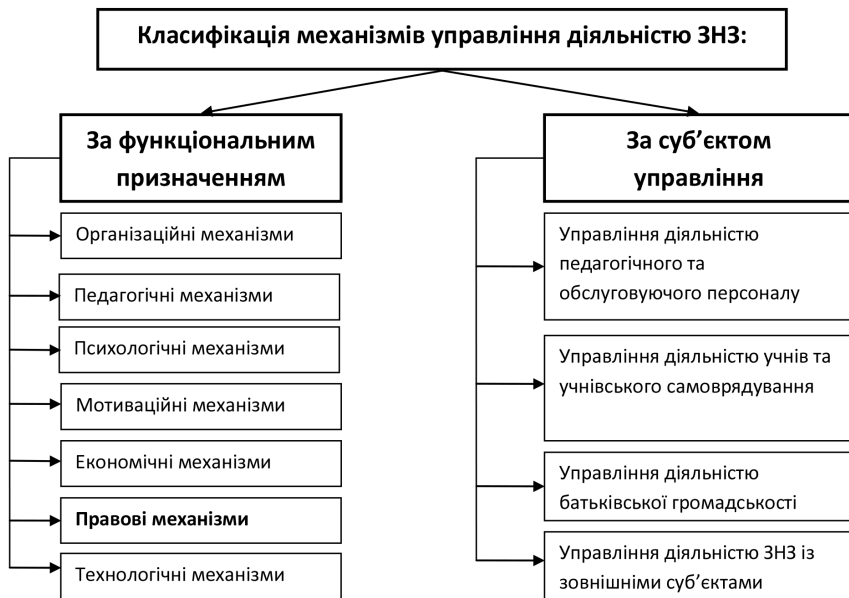 Класифікація механізмів управління діяльністю ЗНЗ:
За функціональним
призначенням
Організаційні механізми
Педагогічні механізми
Психологічні механізми
Мотиваційні механізми
Економічні механізми
Правові механізми
Технологічні механізми
За суб’єктом
управління
Управління діяльністю
педагогічного та
обслуговуючого персоналу
Управління діяльністю учнів та
учнівського самоврядування
Управління діяльністю
батьківської громадськості
Управління діяльністю ЗНЗ із
зовнішніми суб’єктами